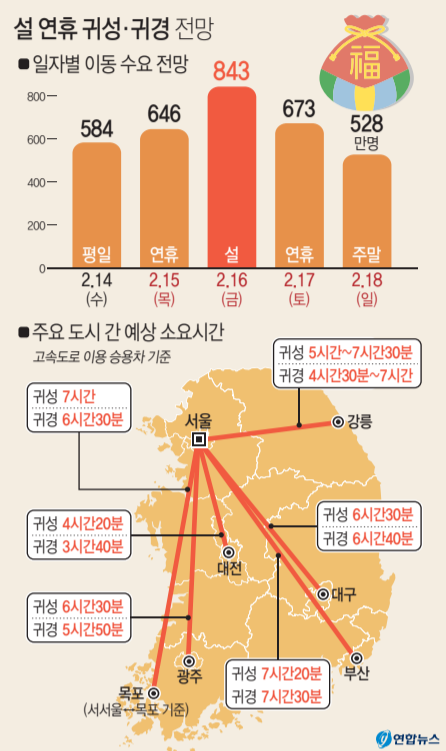 설 연휴 귀성·귀경 전망
■ 일자별 이동 수요 전망
福
800
600
400
200
0
584
646
843
673
528
만명
평일
연휴
설
연휴
주말
2.14
2.15
2.16
2.17
2.18
(수)
(목)
(금)
(토)
(일)
■ 주요 도시 간 예상 소요시간
고속도로 이용 승용차 기준
귀성 5시간~7시간30분
귀경 4시간30분~7시간
귀성 7시간
귀경 6시간30분
서울
강릉
귀성 4시간20분
귀경 3시간40분
귀성 6시간30분
귀경 6시간40분
대전
귀성 6시간30분
귀경 5시간50분
대구
광주
부산
귀성 7시간20분
귀경 7시간30분
목포
(서서울↔목포 기준)
연합뉴스